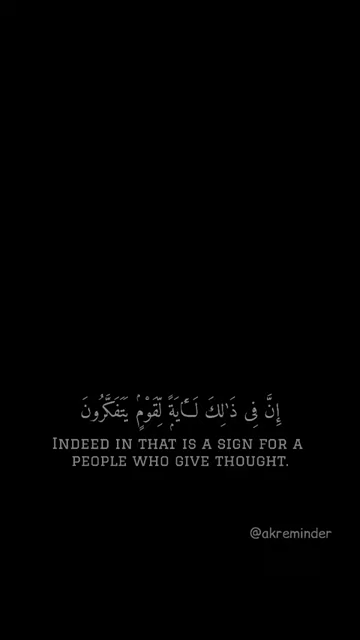 إِنَّ فِى ذَٰلِكَ لَـَٔايَةًۭ لِّقَوْمٍۢ يَتَفَكَّرُونَ
Indeed in that is a sign for a
people who give thought.
@akreminder